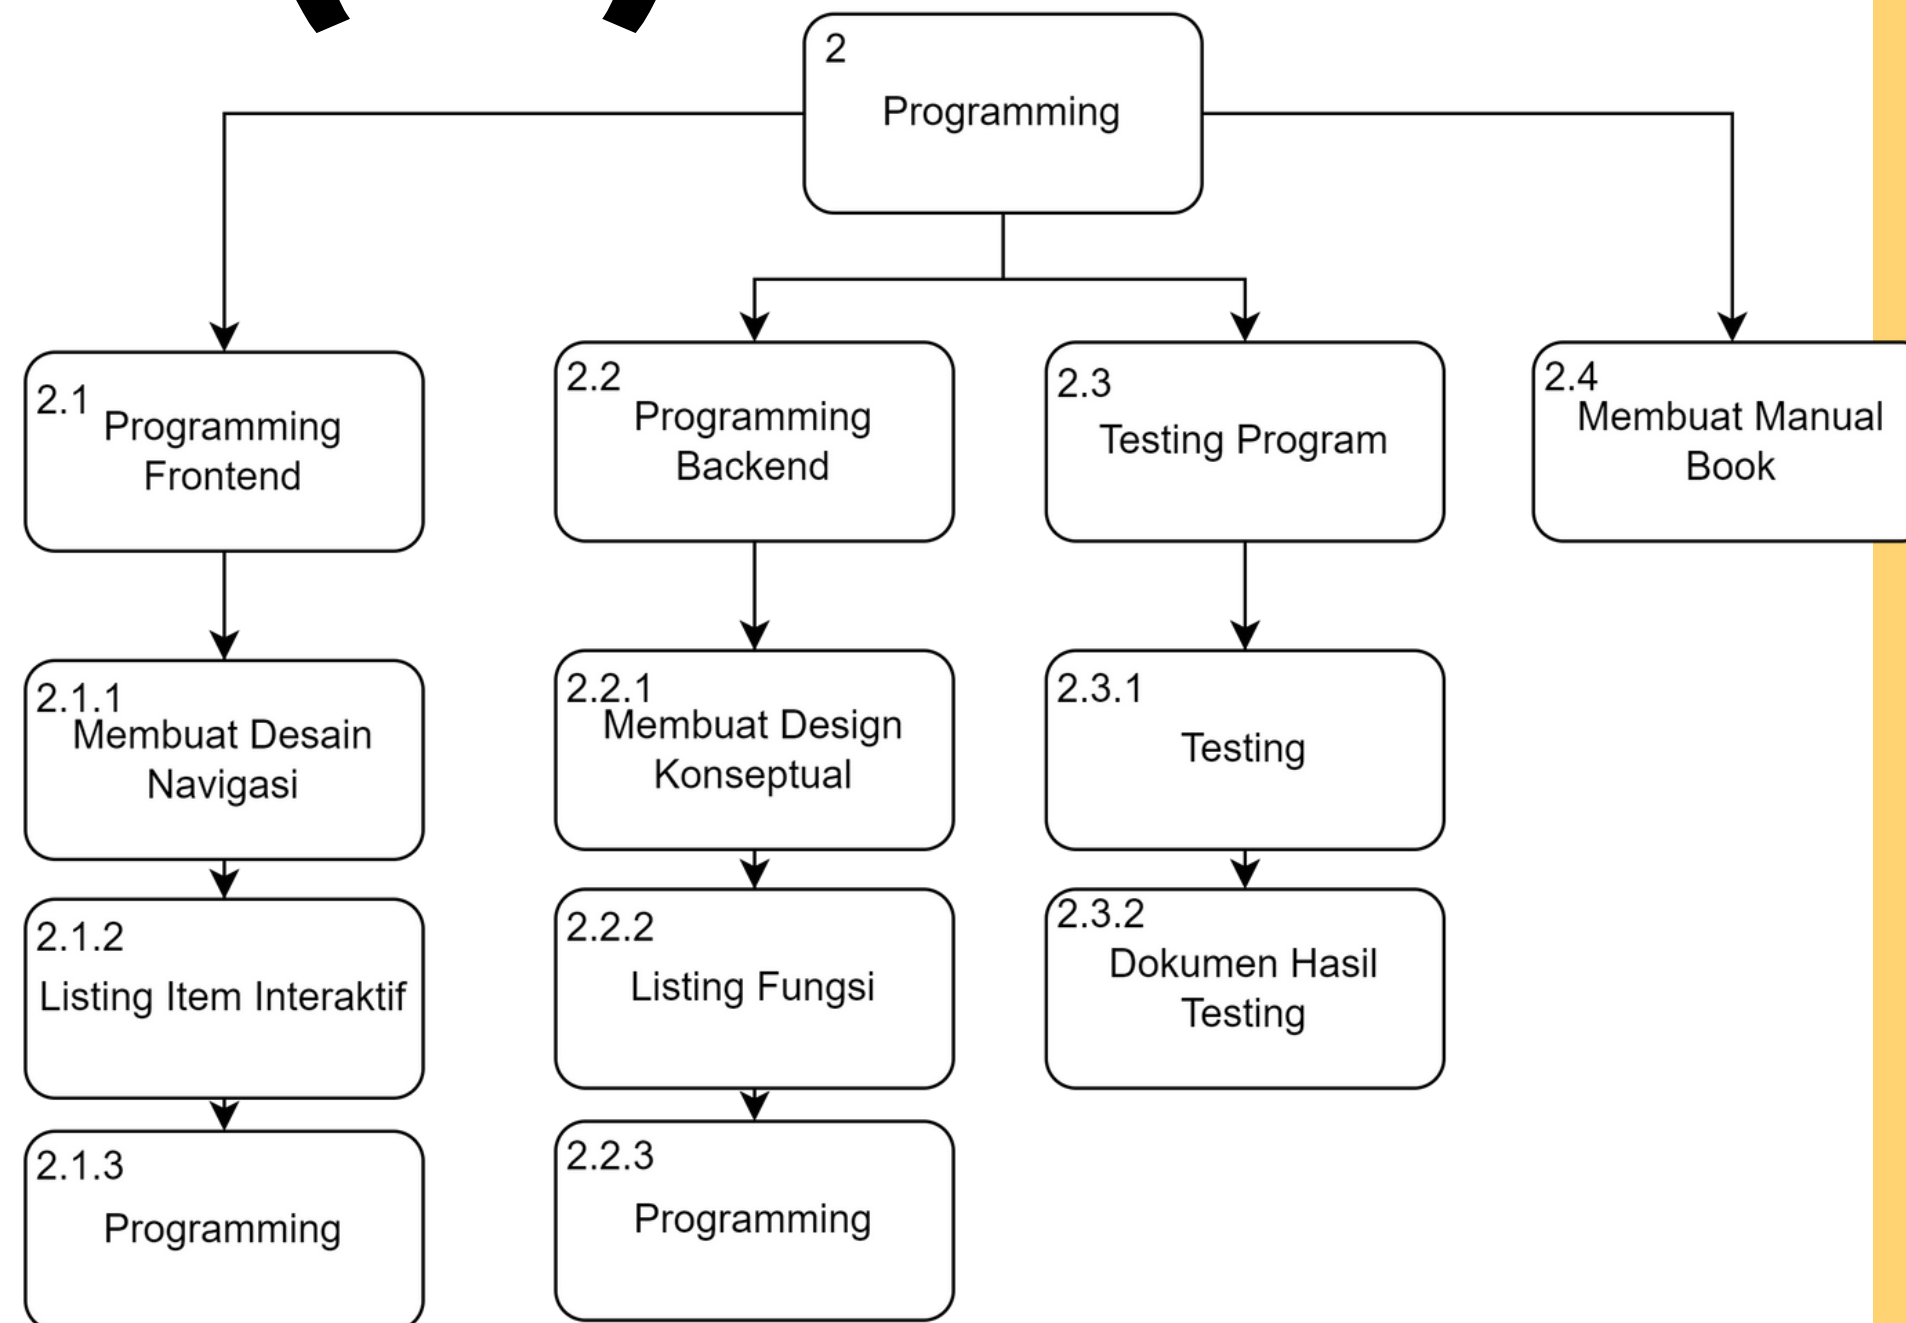 2
Programming
2.1
Programming
Frontend
2.2
Programming
Backend
2.3
Testing Program
2.4
Membuat Manual
Book
2.1.1
Membuat Desain
Navigasi
2.2.1
Membuat Design
Konseptual
2.3.1
Testing
2.1.2
Listing Item Interaktif
2.2.2
Listing Fungsi
2.3.2
Dokumen Hasil
Testing
2.1.3
Programming
2.2.3
Programming